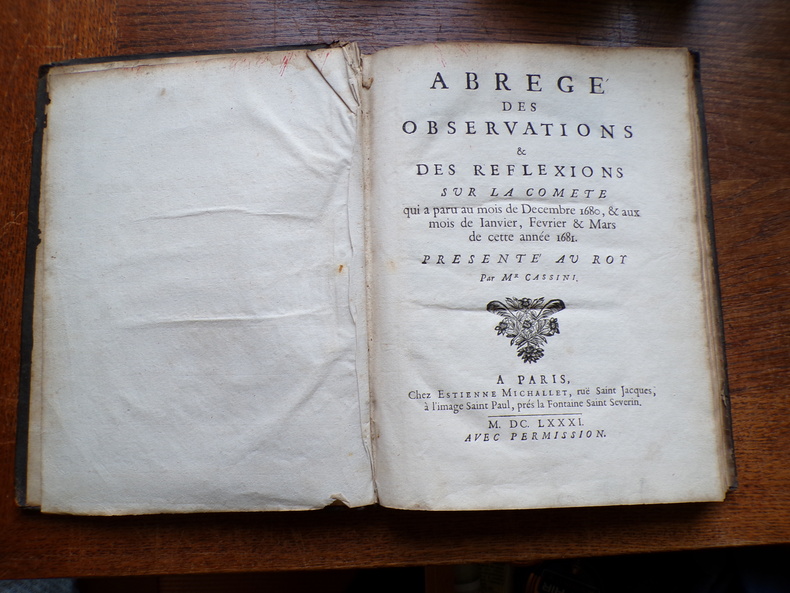 ABREGÉ
DES
OBSERVATIONS
&
DES REFLEXIONS
SUR LA COMETE
qui a paru au mois de Decembre 1680, & aux
mois de Ianvier, Fevrier & Mars
de cette année 1681.
PRESENTÉ AU ROY
Par MR CASSINI.
A PARIS,
Chez ESTIENNE MICHALLET, ruë Saint Jacques,
à l'image Saint Paul, prés la Fontaine Saint Severin.
M. DC. LXXXI.
AVEC PERMISSION.